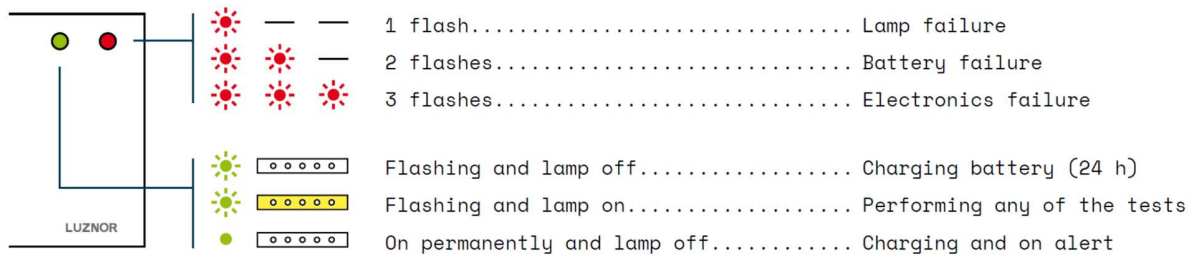 1 flash................................ Lamp failure
2 flashes.............................. Battery failure
3 flashes.............................. Electronics failure
Flashing and lamp off.................. Charging battery (24 h)
Flashing and lamp on................... Performing any of the tests
LUZNOR
On permanently and lamp off............ Charging and on alert